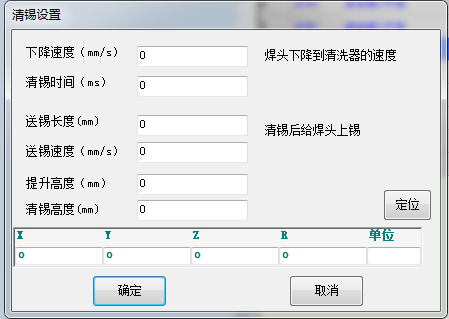 清锡设置
下降速度（mm/s） 0 焊头下降到清洗器的速度
清锡时间（ms） 0
送锡长度(mm) 0 清锡后给焊头上锡
送锡速度（mm/s） 0
提升高度（mm） 0
清锡高度(mm) 0
定位
X Y Z R 单位
0 0 0 0
确定 取消